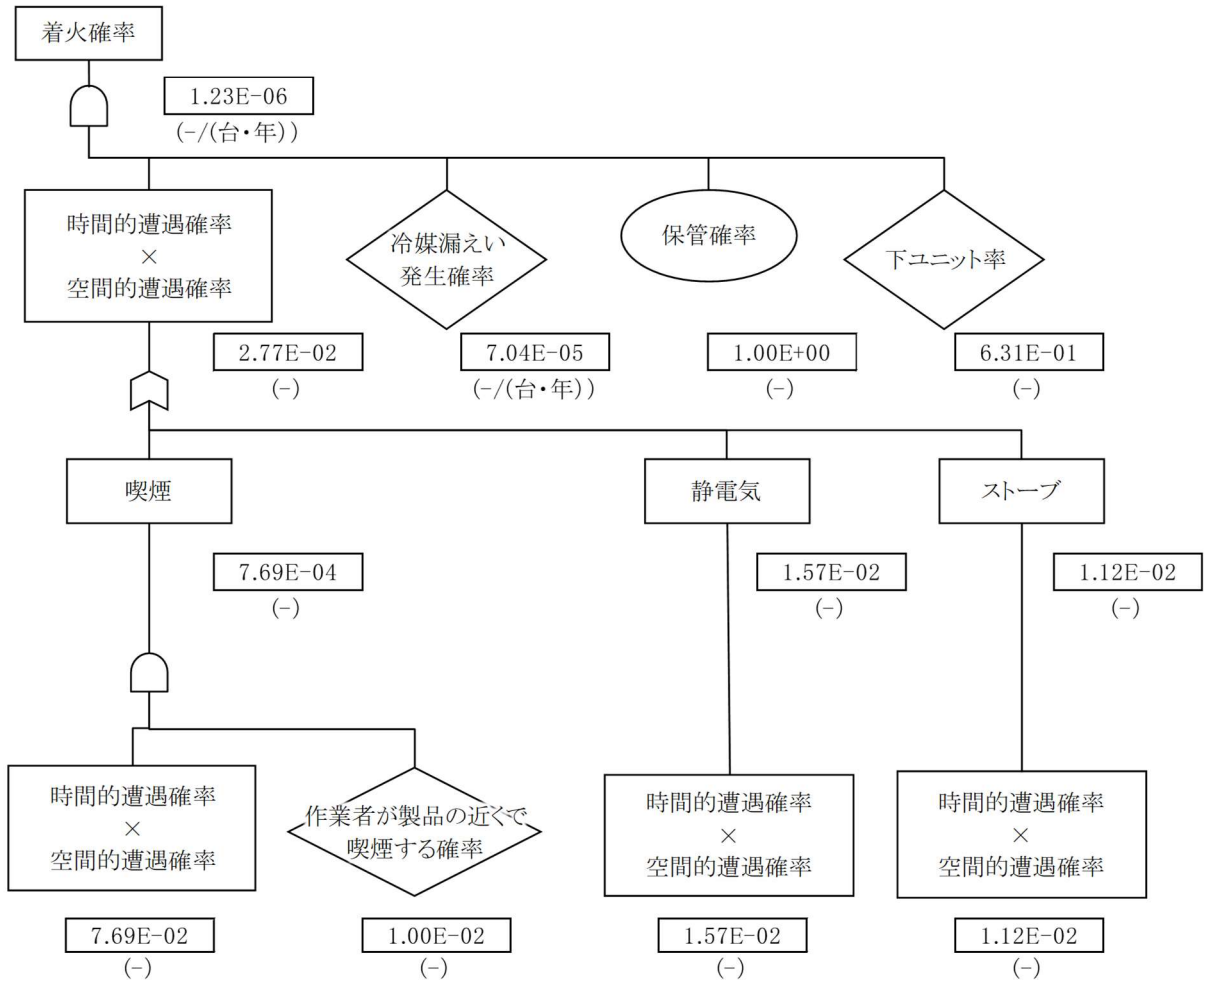 着火確率
1.23E-06
(-/(台・年))
時間的遭遇確率
×
空間的遭遇確率
冷媒漏えい
発生確率
保管確率
下ユニット率
2.77E-02
(-)
7.04E-05
(-/(台・年))
1.00E+00
(-)
6.31E-01
(-)
喫煙
静電気
ストーブ
7.69E-04
(-)
1.57E-02
(-)
1.12E-02
(-)
時間的遭遇確率
×
空間的遭遇確率
作業者が製品の近くで
喫煙する確率
時間的遭遇確率
×
空間的遭遇確率
時間的遭遇確率
×
空間的遭遇確率
7.69E-02
(-)
1.00E-02
(-)
1.57E-02
(-)
1.12E-02
(-)